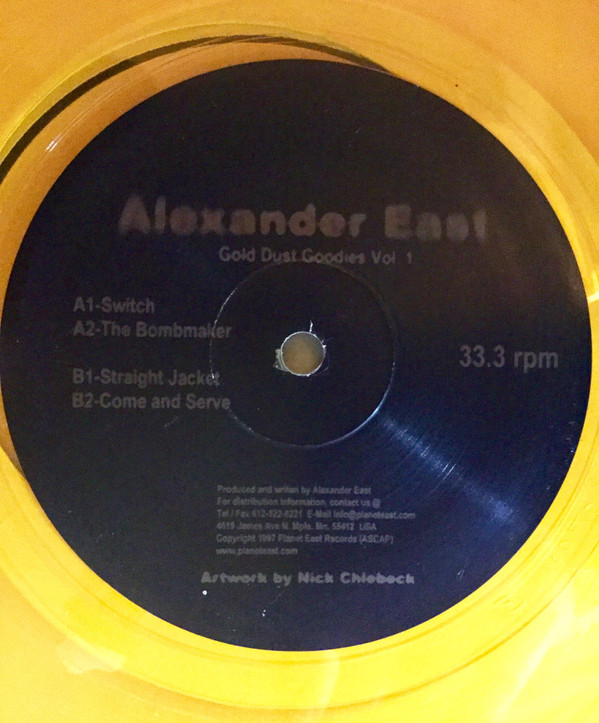 Alexander East
Gold Dust Goodies Vol 1
A1-Switch
A2-The Bombmaker
33.3 rpm
B1-Straight Jacket
B2-Come and Serve
Produced and written by Alexander East
For distribution information, contact us @
Tel / Fax 612-522-6221 E-Mail info@planeteast.com
4619 James Ave N. Mpls. Mn. 55412 USA
Copyright 1997 Planet East Records (ASCAP)
www.planeteast.com
Artwork by Nick Chlebeck